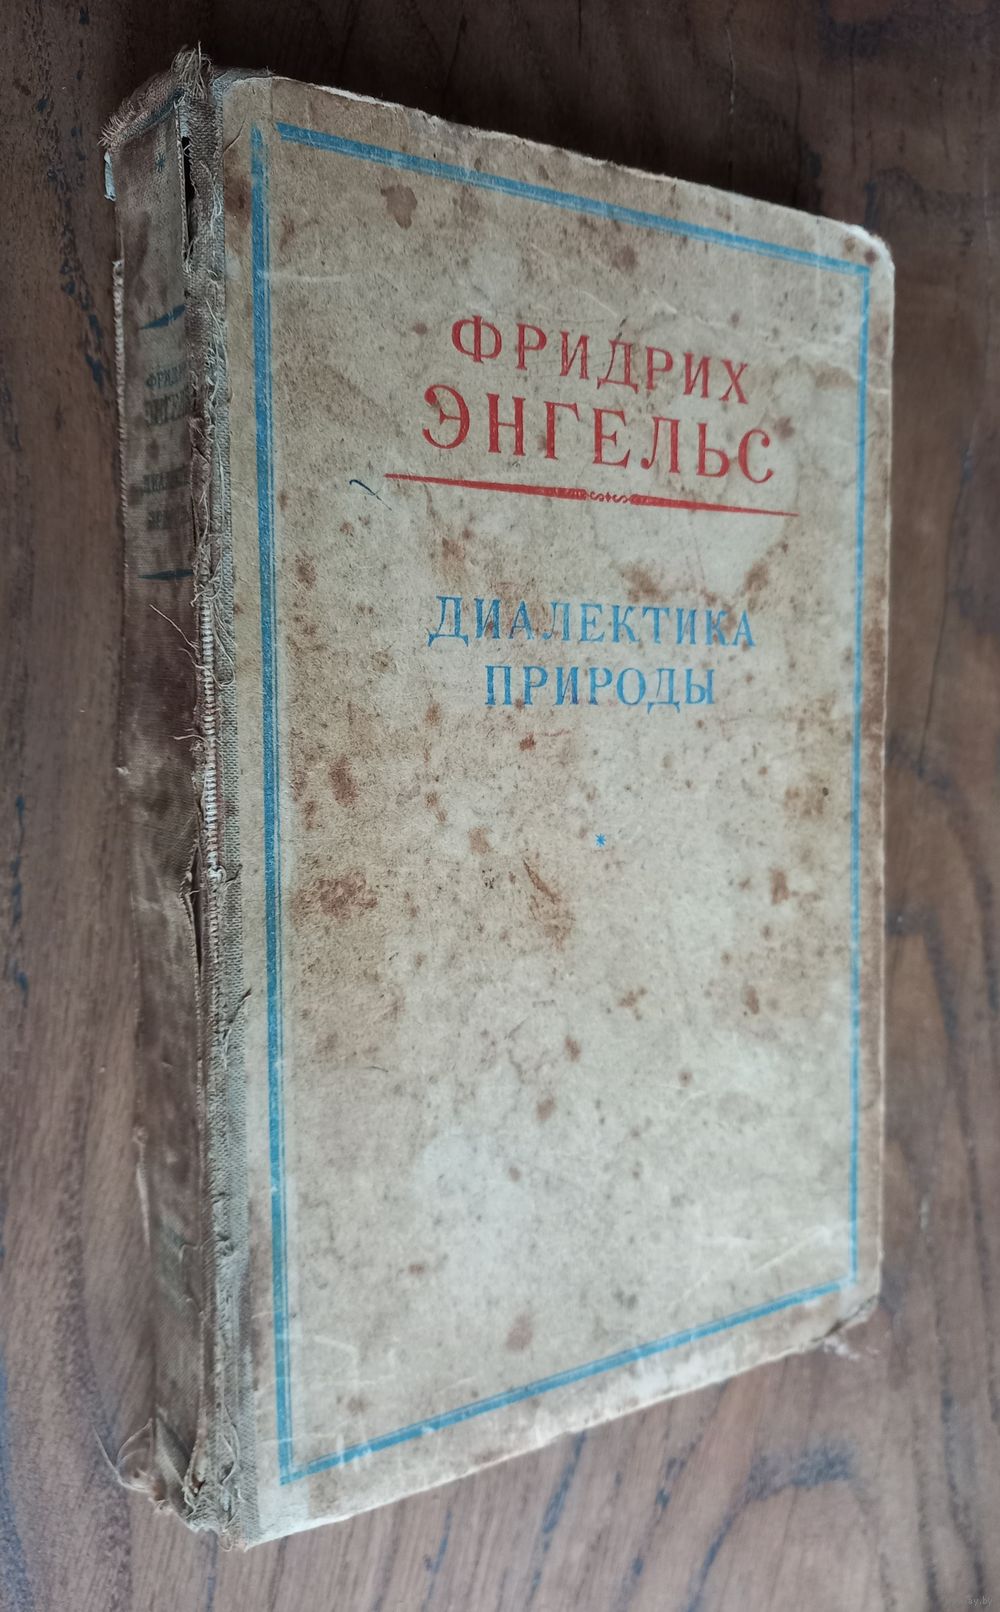 ФРИДРИХ
ЭНГЕЛЬС
ДИАЛЕКТИКА
ПРИРОДЫ
*